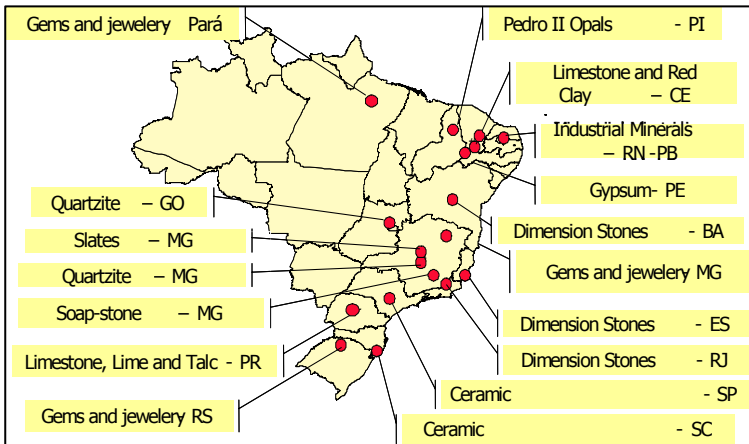 Gems and jewelery Pará
Pedro II Opals - PI
Limestone and Red
Clay – CE
Industrial Minerals
– RN -PB
Gypsum- PE
Quartzite – GO
Dimension Stones - BA
Slates – MG
Gems and jewelery MG
Quartzite – MG
Soap-stone – MG
Dimension Stones - ES
Limestone, Lime and Talc - PR
Dimension Stones - RJ
Ceramic - SP
Gems and jewelery RS
Ceramic - SC